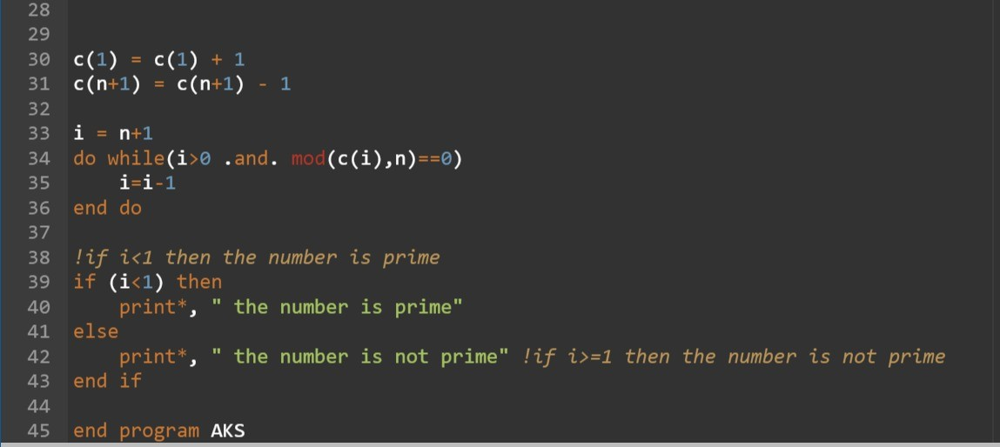 28
29
30 c(1) = c(1) + 1
31 c(n+1) = c(n+1) - 1
32
33 i = n+1
34 do while(i>0 .and. mod(c(i),n)==0)
35     i=i-1
36 end do
37
38 !if i<1 then the number is prime
39 if (i<1) then
40     print*, " the number is prime"
41 else
42     print*, " the number is not prime" !if i>=1 then the number is not prime
43 end if
44
45 end program AKS